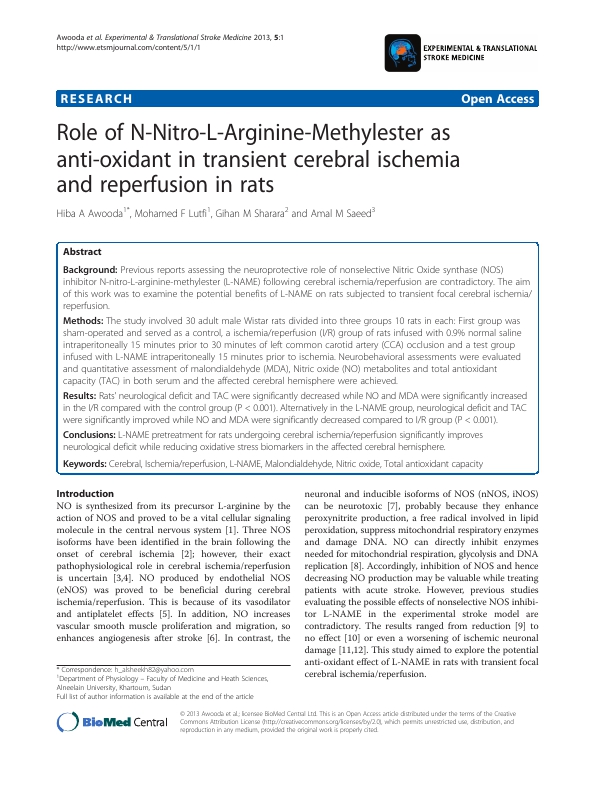 Awooda et al. Experimental & Translational Stroke Medicine 2013, 5:1
http://www.etsmjournal.com/content/5/1/1
EXPERIMENTAL & TRANSLATIONAL
STROKE MEDICINE
RESEARCH
Open Access
Role of N-Nitro-L-Arginine-Methylester as
anti-oxidant in transient cerebral ischemia
and reperfusion in rats
Hiba A Awooda1*, Mohamed F Lutfi1, Gihan M Sharara2 and Amal M Saeed3
Abstract
Background: Previous reports assessing the neuroprotective role of nonselective Nitric Oxide synthase (NOS)
inhibitor N-nitro-L-arginine-methylester (L-NAME) following cerebral ischemia/reperfusion are contradictory. The aim
of this work was to examine the potential benefits of L-NAME on rats subjected to transient focal cerebral ischemia/
reperfusion.
Methods: The study involved 30 adult male Wistar rats divided into three groups 10 rats in each: First group was
sham-operated and served as a control, a ischemia/reperfusion (I/R) group of rats infused with 0.9% normal saline
intraperitoneally 15 minutes prior to 30 minutes of left common carotid artery (CCA) occlusion and a test group
infused with L-NAME intraperitoneally 15 minutes prior to ischemia. Neurobehavioral assessments were evaluated
and quantitative assessment of malondialdehyde (MDA), Nitric oxide (NO) metabolites and total antioxidant
capacity (TAC) in both serum and the affected cerebral hemisphere were achieved.
Results: Rats' neurological deficit and TAC were significantly decreased while NO and MDA were significantly increased
in the I/R compared with the control group (P < 0.001). Alternatively in the L-NAME group, neurological deficit and TAC
were significantly improved while NO and MDA were significantly decreased compared to I/R group (P < 0.001).
Conclusions: L-NAME pretreatment for rats undergoing cerebral ischemia/reperfusion significantly improves
neurological deficit while reducing oxidative stress biomarkers in the affected cerebral hemisphere.
Keywords: Cerebral, Ischemia/reperfusion, L-NAME, Malondialdehyde, Nitric oxide, Total antioxidant capacity
Introduction
NO is synthesized from its precursor L-arginine by the
action of NOS and proved to be a vital cellular signaling
molecule in the central nervous system [1]. Three NOS
isoforms have been identified in the brain following the
onset of cerebral ischemia [2]; however, their exact
pathophysiological role in cerebral ischemia/reperfusion
is uncertain [3,4]. NO produced by endothelial NOS
(eNOS) was proved to be beneficial during cerebral
ischemia/reperfusion. This is because of its vasodilator
and antiplatelet effects [5]. In addition, NO increases
vascular smooth muscle proliferation and migration, so
enhances angiogenesis after stroke [6]. In contrast, the
neuronal and inducible isoforms of NOS (nNOS, iNOS)
can be neurotoxic [7], probably because they enhance
peroxynitrite production, a free radical involved in lipid
peroxidation, suppress mitochondrial respiratory enzymes
and damage DNA. NO can directly inhibit enzymes
needed for mitochondrial respiration, glycolysis and DNA
replication [8]. Accordingly, inhibition of NOS and hence
decreasing NO production may be valuable while treating
patients with acute stroke. However, previous studies
evaluating the possible effects of nonselective NOS inhibi-
tor L-NAME in the experimental stroke model are
contradictory. The results ranged from reduction [9] to
no effect [10] or even a worsening of ischemic neuronal
damage [11,12]. This study aimed to explore the potential
anti-oxidant effect of L-NAME in rats with transient focal
cerebral ischemia/reperfusion.
* Correspondence: h_alsheekh82@yahoo.com
1Department of Physiology – Faculty of Medicine and Heath Sciences,
Alneelain University, Khartoum, Sudan
Full list of author information is available at the end of the article
BioMed Central
© 2013 Awooda et al.; licensee BioMed Central Ltd. This is an Open Access article distributed under the terms of the Creative
Commons Attribution License (http://creativecommons.org/licenses/by/2.0), which permits unrestricted use, distribution, and
reproduction in any medium, provided the original work is properly cited.